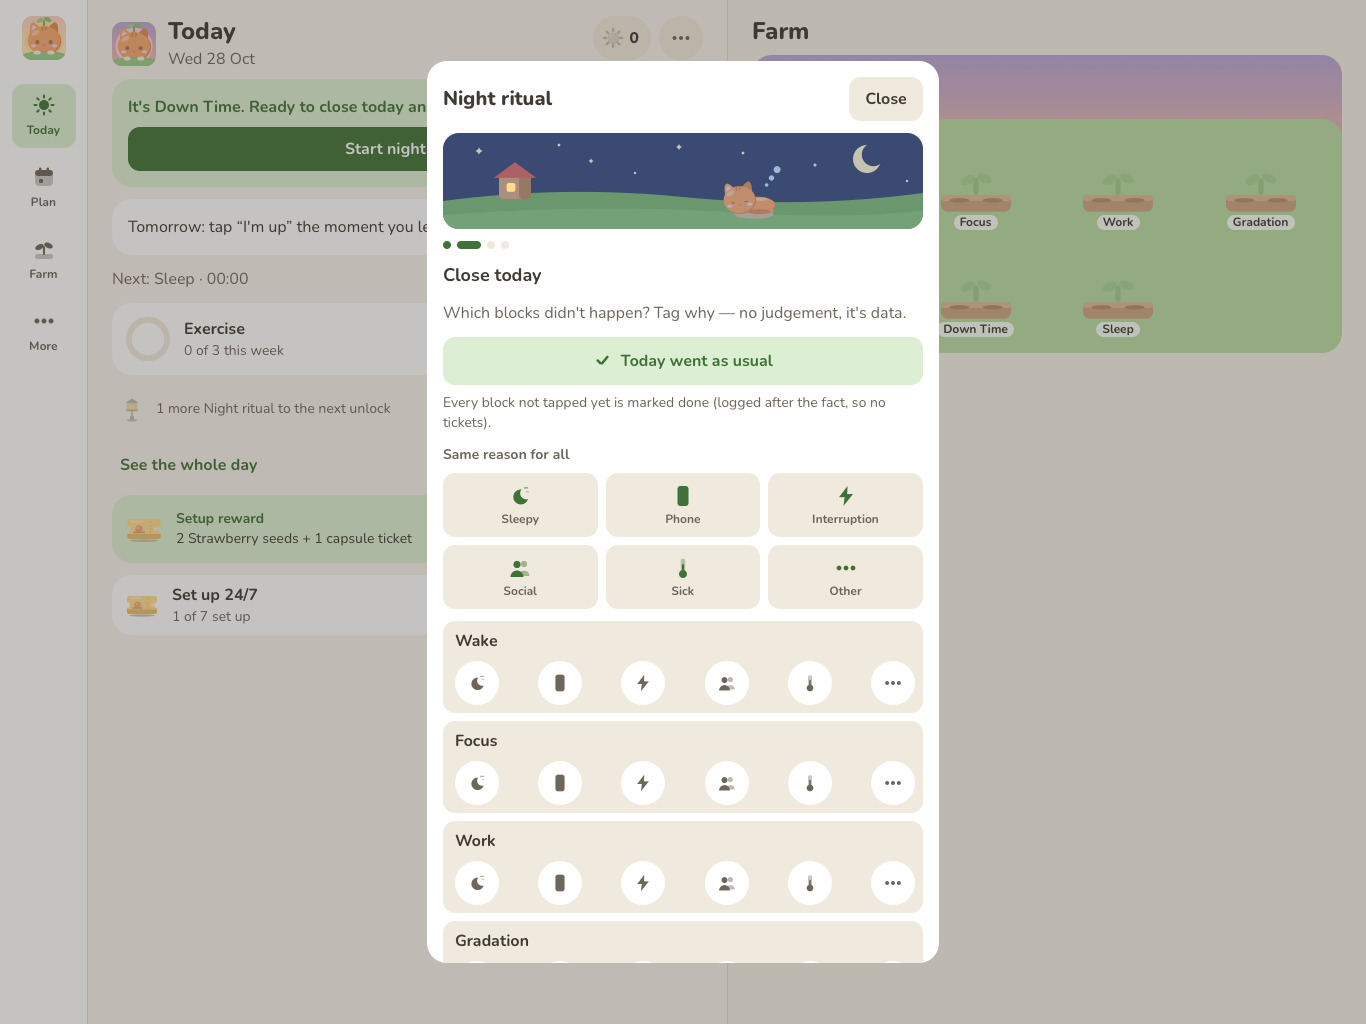 Today
Plan
Farm
More
Today
Wed 28 Oct
0
It's Down Time. Ready to close today an
Start night
Tomorrow: tap “I'm up” the moment you le
Next: Sleep · 00:00
Exercise
0 of 3 this week
1 more Night ritual to the next unlock
See the whole day
Setup reward
2 Strawberry seeds + 1 capsule ticket
Set up 24/7
1 of 7 set up
Night ritual
Close
Close today
Which blocks didn't happen? Tag why — no judgement, it's data.
Today went as usual
Every block not tapped yet is marked done (logged after the fact, so no
tickets).
Same reason for all
Sleepy
Phone
Interruption
Social
Sick
Other
Wake
Focus
Work
Gradation
Farm
Focus
Work
Gradation
Down Time
Sleep